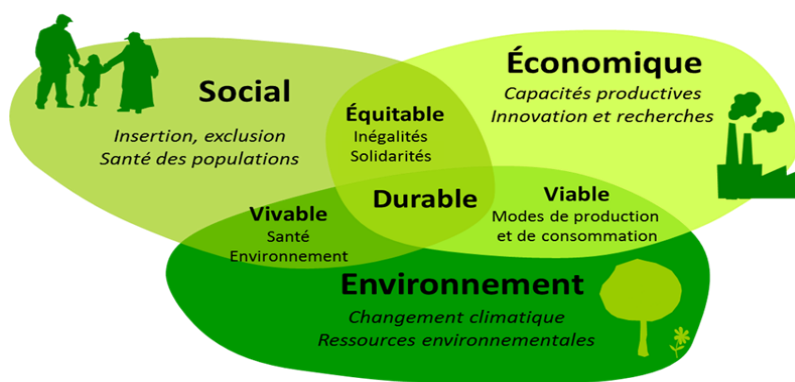 Social
Insertion, exclusion
Santé des populations
Équitable
Inégalités
Solidarités
Économique
Capacités productives
Innovation et recherches
Vivable
Santé
Environnement
Durable
Viable
Modes de production
et de consommation
Environnement
Changement climatique
Ressources environnementales